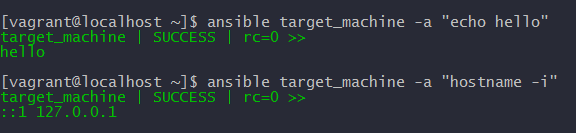 [vagrant@localhost ~]$ ansible target_machine -a "echo hello"
target_machine | SUCCESS | rc=0 >>
hello
[vagrant@localhost ~]$ ansible target_machine -a "hostname -i"
target_machine | SUCCESS | rc=0 >>
::1 127.0.0.1